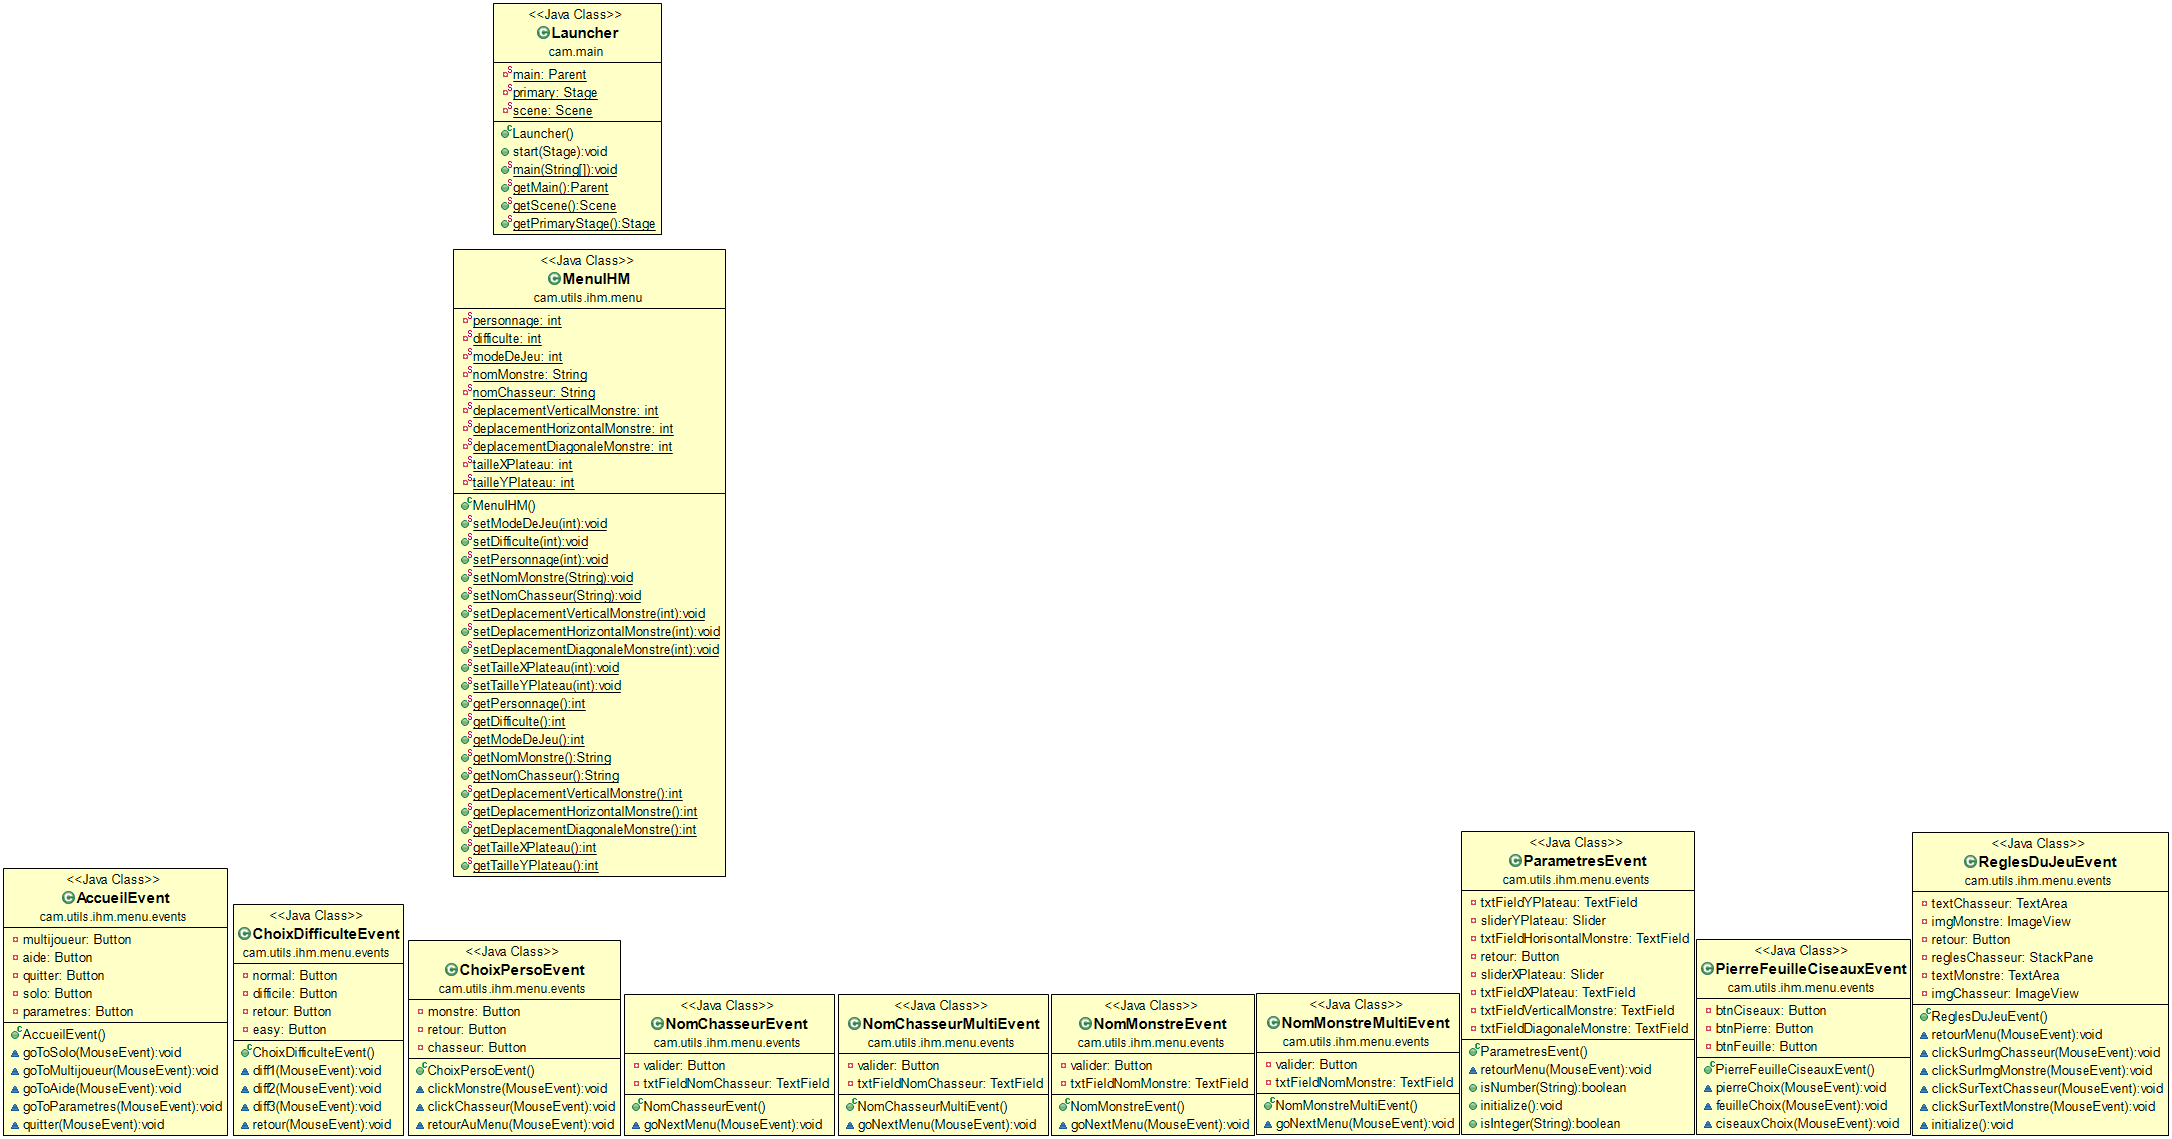 <<Java Class>>
Launcher
cam.main
main: Parent
primary: Stage
scene: Scene
Launcher()
start(Stage):void
main(String[]):void
getMain():Parent
getScene():Scene
getPrimaryStage():Stage
<<Java Class>>
MenuIHM
cam.utils.ihm.menu
personnage: int
difficulte: int
modeDeJeu: int
nomMonstre: String
nomChasseur: String
deplacementVerticalMonstre: int
deplacementHorizontalMonstre: int
deplacementDiagonaleMonstre: int
tailleXPlateau: int
tailleYPlateau: int
MenuIHM()
setModeDeJeu(int):void
setDifficulte(int):void
setPersonnage(int):void
setNomMonstre(String):void
setNomChasseur(String):void
setDeplacementVerticalMonstre(int):void
setDeplacementHorizontalMonstre(int):void
setDeplacementDiagonaleMonstre(int):void
setTailleXPlateau(int):void
setTailleYPlateau(int):void
getPersonnage():int
getDifficulte():int
getModeDeJeu():int
getNomMonstre():String
getNomChasseur():String
getDeplacementVerticalMonstre():int
getDeplacementHorizontalMonstre():int
getDeplacementDiagonaleMonstre():int
getTailleXPlateau():int
getTailleYPlateau():int
<<Java Class>>
AccueilEvent
cam.utils.ihm.menu.events
multijoueur: Button
aide: Button
quitter: Button
solo: Button
parametres: Button
AccueilEvent()
goToSolo(MouseEvent):void
goToMultijoueur(MouseEvent):void
goToAide(MouseEvent):void
goToParametres(MouseEvent):void
quitter(MouseEvent):void
<<Java Class>>
ChoixDifficulteEvent
cam.utils.ihm.menu.events
normal: Button
difficile: Button
retour: Button
easy: Button
ChoixDifficulteEvent()
diff1(MouseEvent):void
diff2(MouseEvent):void
diff3(MouseEvent):void
retour(MouseEvent):void
<<Java Class>>
ChoixPersoEvent
cam.utils.ihm.menu.events
monstre: Button
retour: Button
chasseur: Button
ChoixPersoEvent()
clickMonstre(MouseEvent):void
clickChasseur(MouseEvent):void
retourAuMenu(MouseEvent):void
<<Java Class>>
NomChasseurEvent
cam.utils.ihm.menu.events
valider: Button
txtFieldNomChasseur: TextField
NomChasseurEvent()
goNextMenu(MouseEvent):void
<<Java Class>>
NomChasseurMultiEvent
cam.utils.ihm.menu.events
valider: Button
txtFieldNomChasseur: TextField
NomChasseurMultiEvent()
goNextMenu(MouseEvent):void
<<Java Class>>
NomMonstreEvent
cam.utils.ihm.menu.events
valider: Button
txtFieldNomMonstre: TextField
NomMonstreEvent()
goNextMenu(MouseEvent):void
<<Java Class>>
NomMonstreMultiEvent
cam.utils.ihm.menu.events
valider: Button
txtFieldNomMonstre: TextField
NomMonstreMultiEvent()
goNextMenu(MouseEvent):void
<<Java Class>>
ParametresEvent
cam.utils.ihm.menu.events
txtFieldYPlateau: TextField
sliderYPlateau: Slider
txtFieldHorisontalMonstre: TextField
retour: Button
sliderXPlateau: Slider
txtFieldXPlateau: TextField
txtFieldVerticalMonstre: TextField
txtFieldDiagonaleMonstre: TextField
ParametresEvent()
retourMenu(MouseEvent):void
isNumber(String):boolean
initialize():void
isInteger(String):boolean
<<Java Class>>
PierreFeuilleCiseauxEvent
cam.utils.ihm.menu.events
btnCiseaux: Button
btnPierre: Button
btnFeuille: Button
PierreFeuilleCiseauxEvent()
pierreChoix(MouseEvent):void
feuilleChoix(MouseEvent):void
ciseauxChoix(MouseEvent):void
<<Java Class>>
ReglesDuJeuEvent
cam.utils.ihm.menu.events
textChasseur: TextArea
imgMonstre: ImageView
retour: Button
reglesChasseur: StackPane
textMonstre: TextArea
imgChasseur: ImageView
ReglesDuJeuEvent()
retourMenu(MouseEvent):void
clickSurImgChasseur(MouseEvent):void
clickSurImgMonstre(MouseEvent):void
clickSurTextChasseur(MouseEvent):void
clickSurTextMonstre(MouseEvent):void
initialize():void